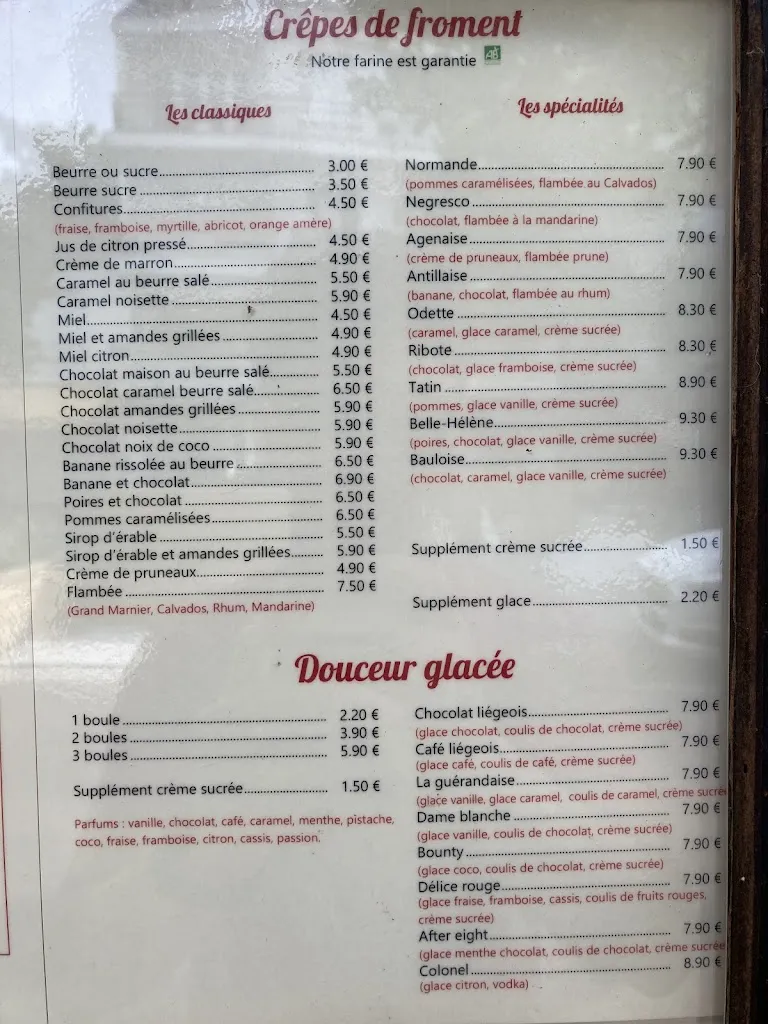 Crêpes de froment
Notre farine est garantie AB
Les classiques
Beurre ou sucre 3.00 €
Beurre sucre 3.50 €
Confitures 4.50 €
(fraise, framboise, myrtille, abricot, orange amère)
Jus de citron pressé 4.50 €
Crème de marron 4.90 €
Caramel au beurre salé 5.50 €
Caramel noisette 5.90 €
Miel 4.50 €
Miel et amandes grillées 4.90 €
Miel citron 4.90 €
Chocolat maison au beurre salé 5.50 €
Chocolat caramel beurre salé 6.50 €
Chocolat amandes grillées 5.90 €
Chocolat noisette 5.90 €
Chocolat noix de coco 5.90 €
Banane rissolée au beurre 6.50 €
Banane et chocolat 6.90 €
Poires et chocolat 6.50 €
Pommes caramélisées 6.50 €
Sirop d'érable 5.50 €
Sirop d'érable et amandes grillées 5.90 €
Crème de pruneaux 4.90 €
Flambée 7.50 €
(Grand Marnier, Calvados, Rhum, Mandarine)
Les spécialités
Normande 7.90 €
(pommes caramélisées, flambée au Calvados)
Negresco 7.90 €
(chocolat, flambée à la mandarine)
Agenaise 7.90 €
(crème de pruneaux, flambée prune)
Antillaise 7.90 €
(banane, chocolat, flambée au rhum)
Odette 8.30 €
(caramel, glace caramel, crème sucrée)
Ribote 8.30 €
(chocolat, glace framboise, crème sucrée)
Tatin 8.90 €
(pommes, glace vanille, crème sucrée)
Belle-Hélène 9.30 €
(poires, chocolat, glace vanille, crème sucrée)
Bauloise 9.30 €
(chocolat, caramel, glace vanille, crème sucrée)
Supplément crème sucrée 1.50 €
Supplément glace 2.20 €
Douceur glacée
1 boule 2.20 €
2 boules 3.90 €
3 boules 5.90 €
Supplément crème sucrée 1.50 €
Parfums : vanille, chocolat, café, caramel, menthe, pistache,
coco, fraise, framboise, citron, cassis, passion.
Chocolat liégeois 7.90 €
(glace chocolat, coulis de chocolat, crème sucrée)
Café liégeois 7.90 €
(glace café, coulis de café, crème sucrée)
La guérandaise 7.90 €
(glace vanille, glace caramel, coulis de caramel, crème sucrée
Dame blanche 7.90 €
(glace vanille, coulis de chocolat, crème sucrée)
Bounty 7.90 €
(glace coco, coulis de chocolat, crème sucrée)
Délice rouge 7.90 €
(glace fraise, framboise, cassis, coulis de fruits rouges,
crème sucrée)
After eight 7.90 €
(glace menthe chocolat, coulis de chocolat, crème sucrée
Colonel 8.90 €
(glace citron, vodka)